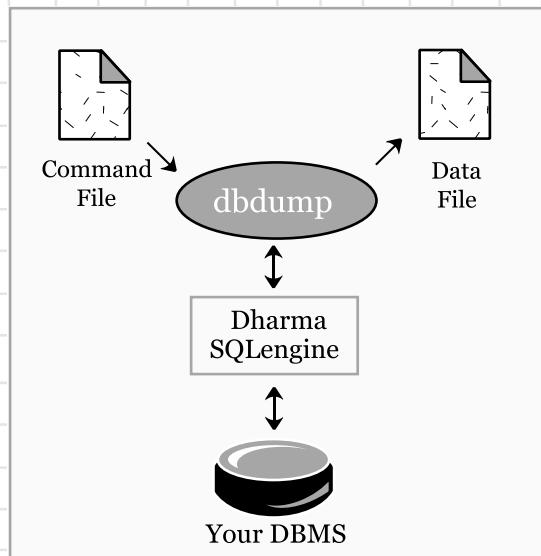 Command
File
Data
File
dbdump
Dharma
SQLengine
Your DBMS